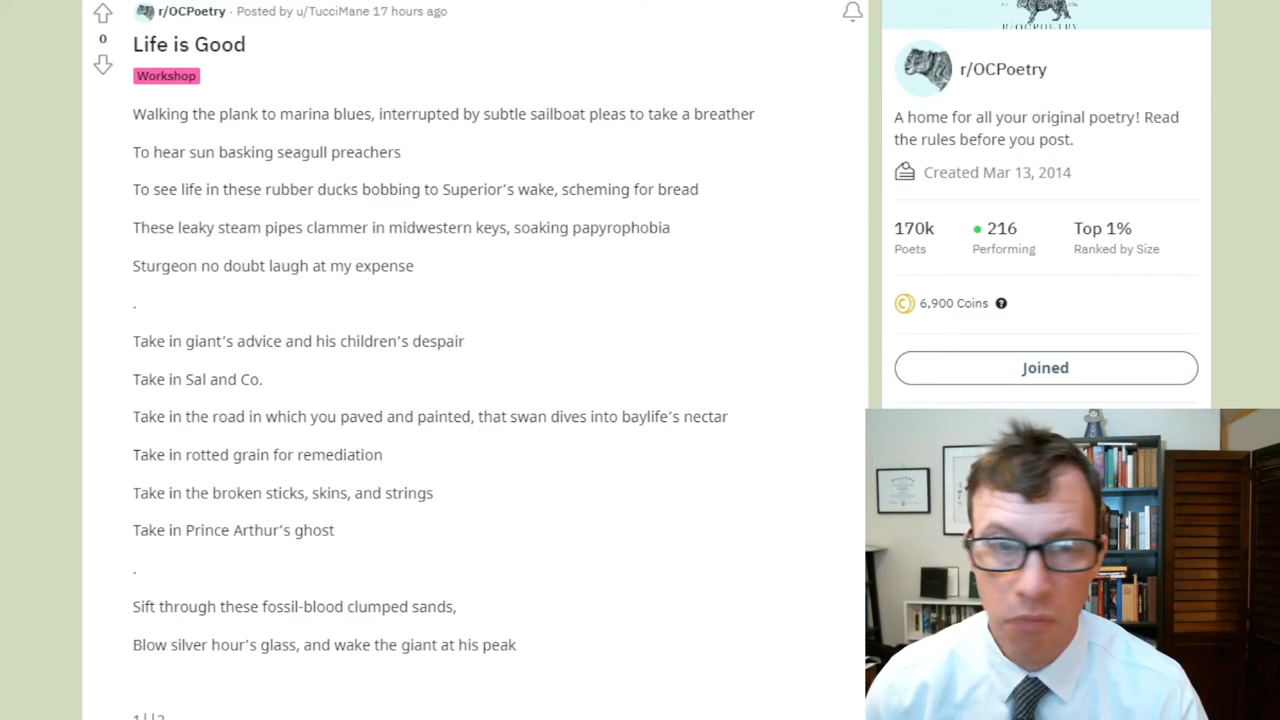 r/OCPoetry · Posted by u/TucciMane 17 hours ago
0
Life is Good
Workshop
Walking the plank to marina blues, interrupted by subtle sailboat pleas to take a breather
To hear sun basking seagull preachers
To see life in these rubber ducks bobbing to Superior’s wake, scheming for bread
These leaky steam pipes clammer in midwestern keys, soaking papyrophobia
Sturgeon no doubt laugh at my expense
.
Take in giant’s advice and his children’s despair
Take in Sal and Co.
Take in the road in which you paved and painted, that swan dives into baylife’s nectar
Take in rotted grain for remediation
Take in the broken sticks, skins, and strings
Take in Prince Arthur’s ghost
.
Sift through these fossil-blood clumped sands,
Blow silver hour’s glass, and wake the giant at his peak
R/OCPOETRY
r/OCPoetry
A home for all your original poetry! Read
the rules before you post.
Created Mar 13, 2014
170k 216 Top 1%
Poets Performing Ranked by Size
6,900 Coins
Joined